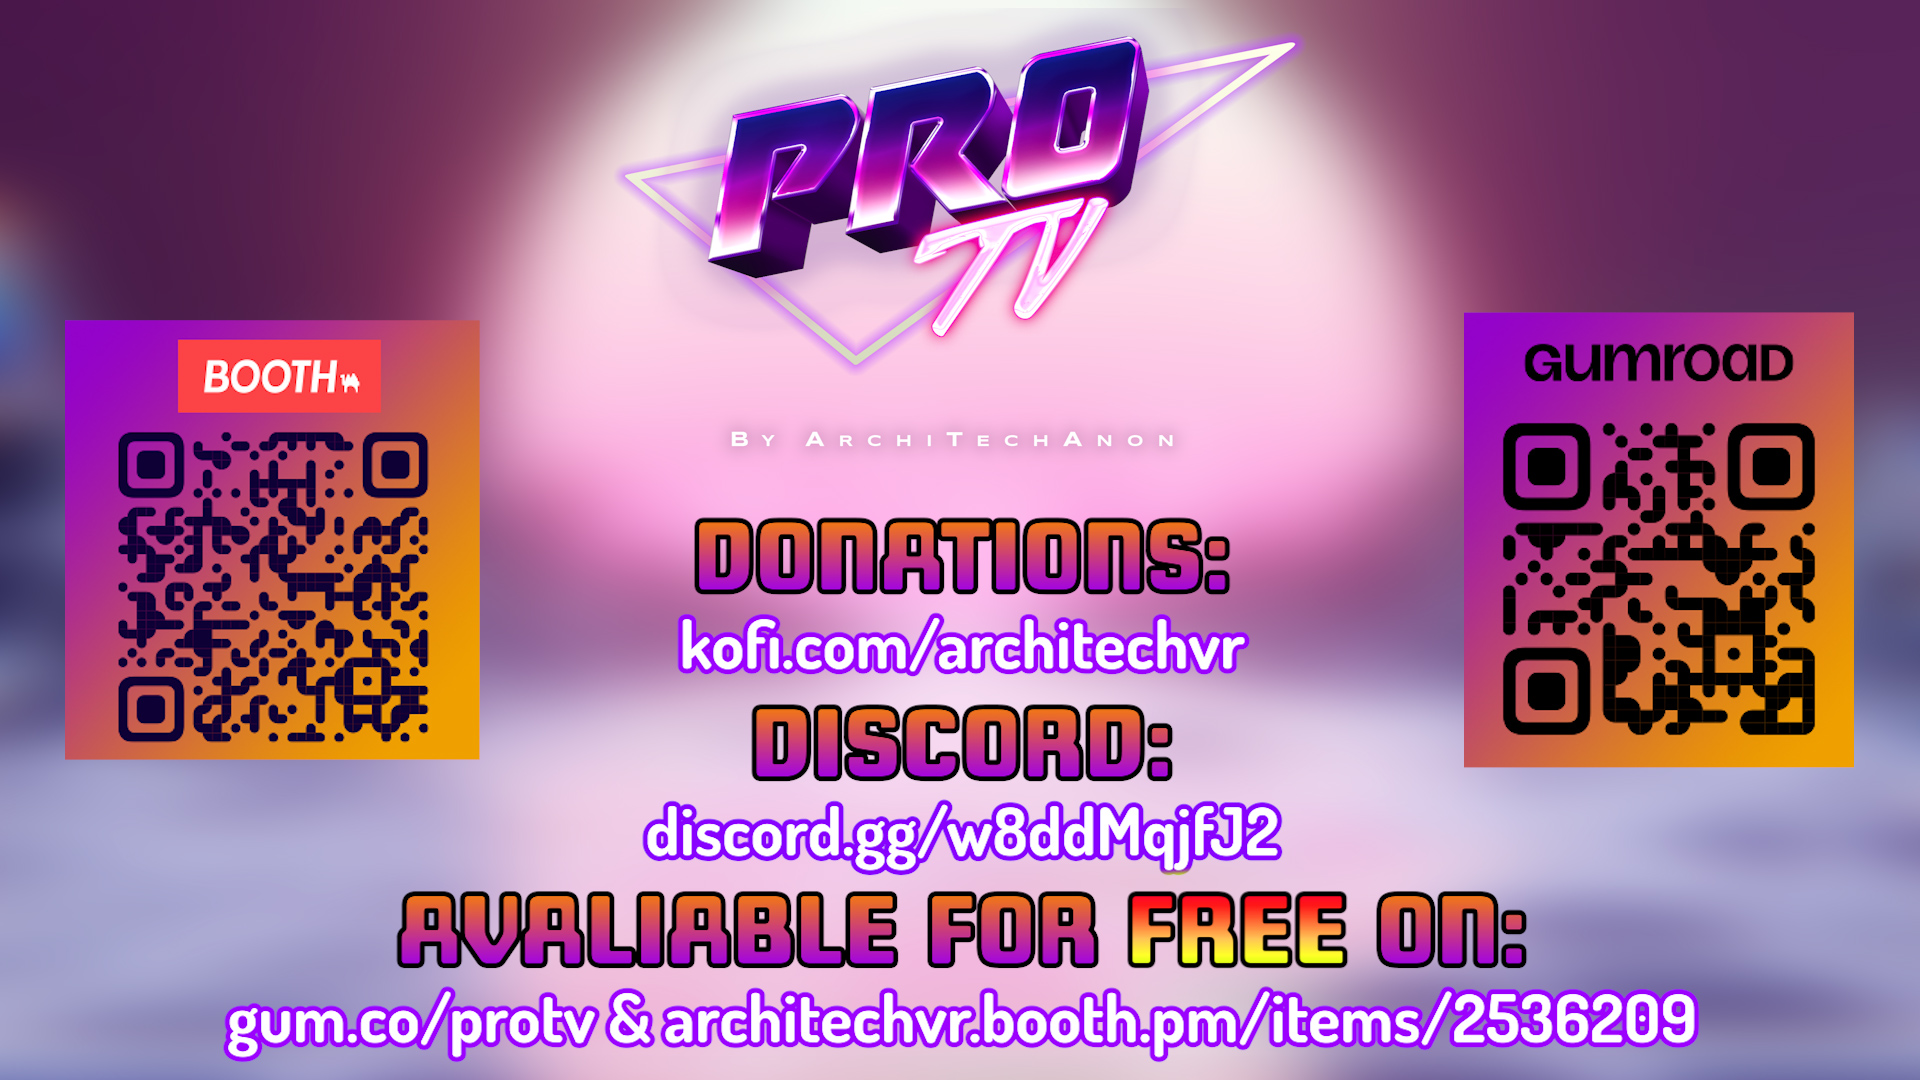 PRO
TV
BY ARCHITECHANON
BOOTH
GUMROAD
DONATIONS:
kofi.com/architechvr
DISCORD:
discord.gg/w8ddMqjfJ2
AVALIABLE FOR FREE ON:
gum.co/protv & architechvr.booth.pm/items/2536209